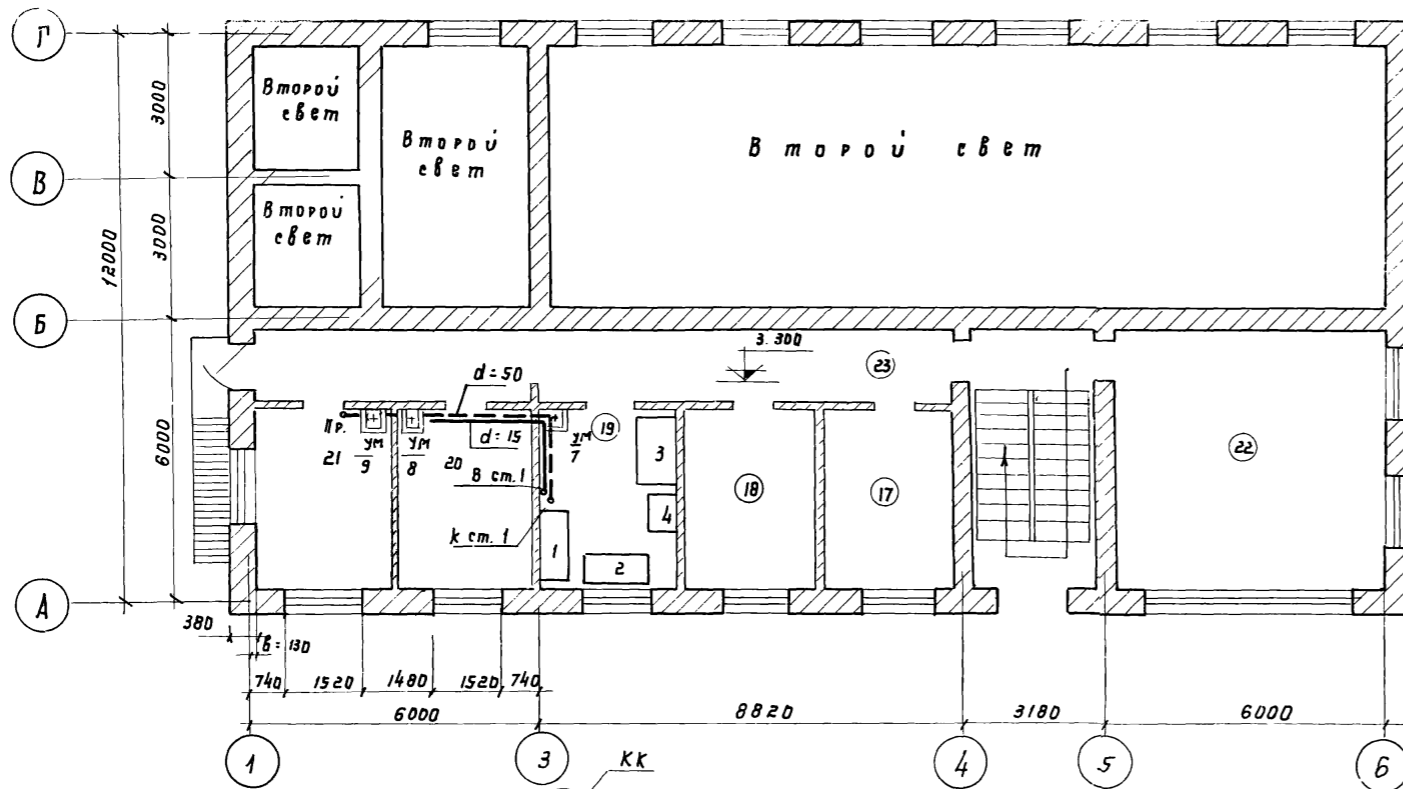 Г
В
Б
А
12000
3000
3000
6000
Второй
свет
Второй
свет
Второй
свет
Второй свет
3.300
23
d=50
d=15
Пр.
21
УМ
9
УМ
8
20
УМ
7
19
В ст.1
К ст. 1
1
2
3
4
18
17
22
380
в=130
740
1520
1480
1520
740
6000
8820
3180
6000
1
3
4
5
6
КК